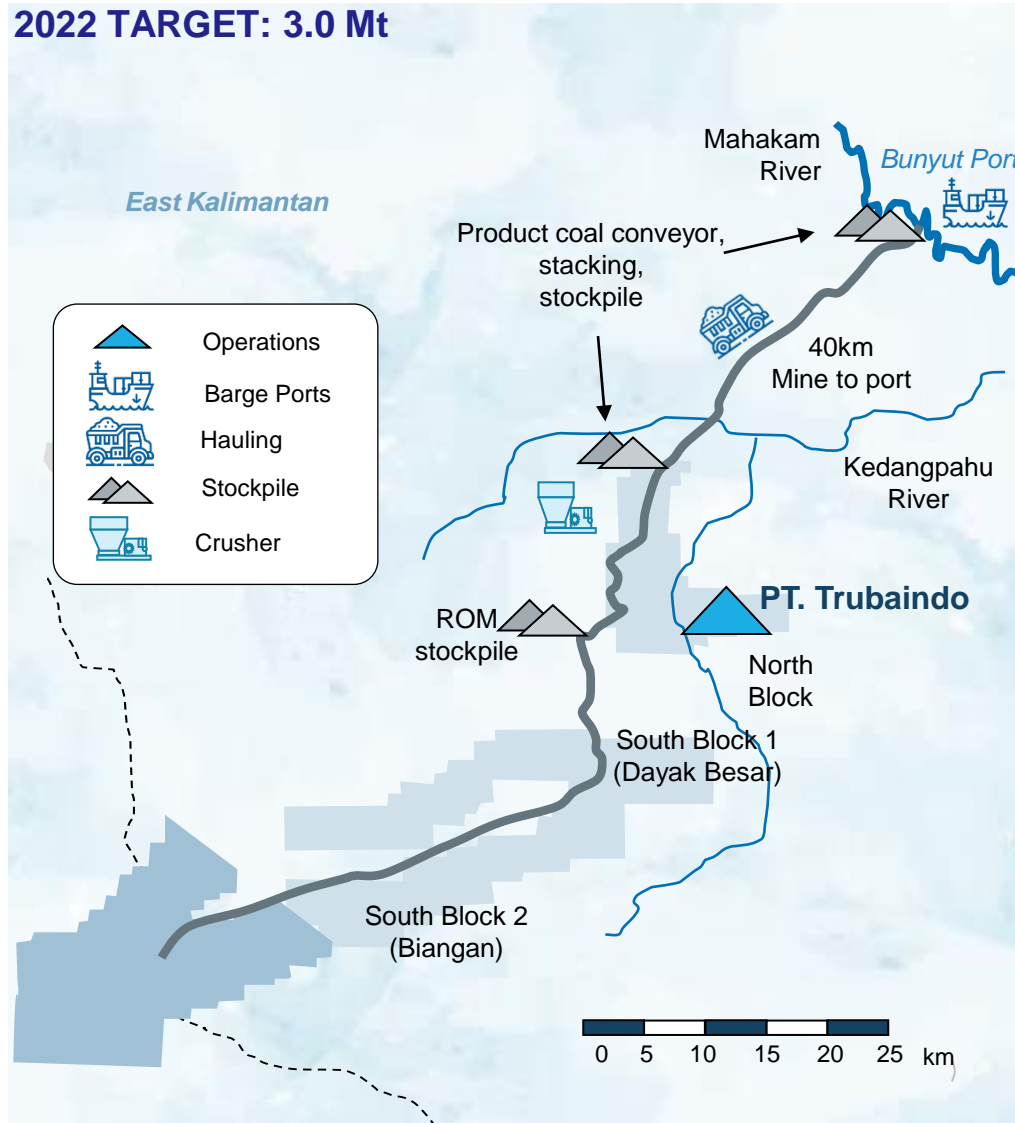 2022 TARGET: 3.0 Mt
Mahakam
River
Bunyut Port
East Kalimantan
Product coal conveyor,
stacking,
stockpile
Operations
Barge Ports
Hauling
Stockpile
Crusher
40km
Mine to port
Kedangpahu
River
PT. Trubaindo
ROM
stockpile
North
Block
South Block 1
(Dayak Besar)
South Block 2
(Biangan)
0 5 10 15 20 25 km